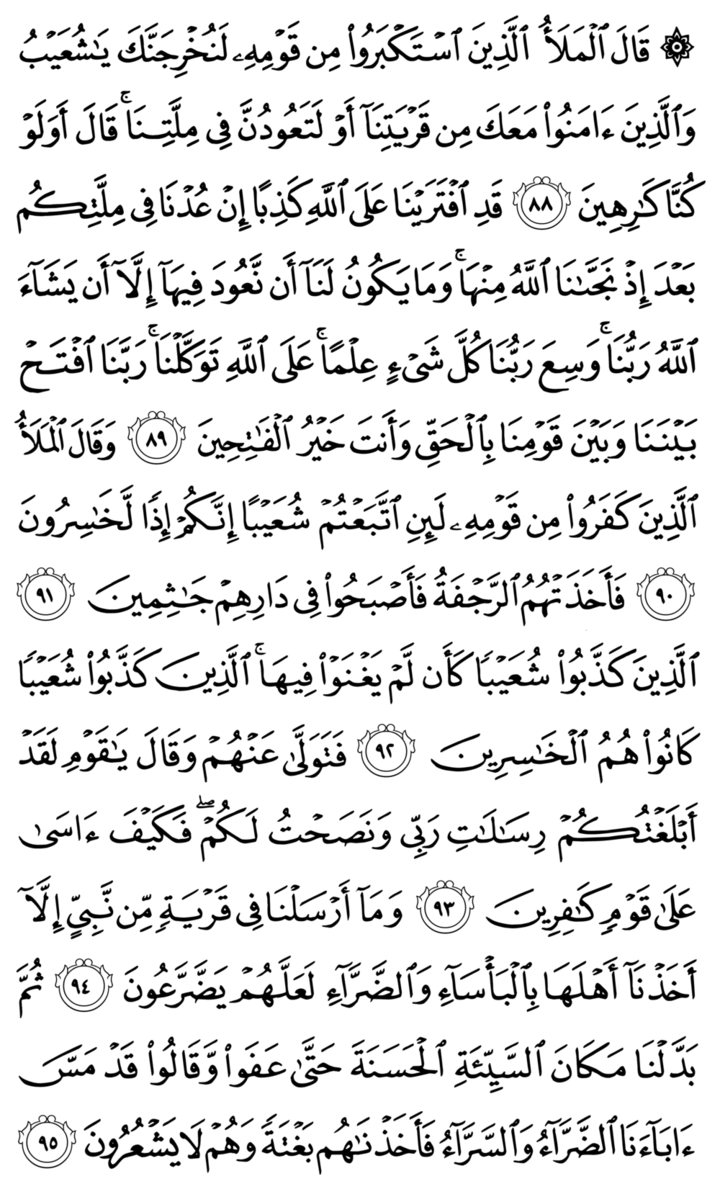 ۞ قَالَ ٱلْمَلَأُ ٱلَّذِينَ ٱسْتَكْبَرُوا۟ مِن قَوْمِهِۦ لَنُخْرِجَنَّكَ يَـٰشُعَيْبُ
وَٱلَّذِينَ ءَامَنُوا۟ مَعَكَ مِن قَرْيَتِنَآ أَوْ لَتَعُودُنَّ فِى مِلَّتِنَا ۚ قَالَ أَوَلَوْ
كُنَّا كَـٰرِهِينَ ٨٨ قَدِ ٱفْتَرَيْنَا عَلَى ٱللَّهِ كَذِبًا إِنْ عُدْنَا فِى مِلَّتِكُم
بَعْدَ إِذْ نَجَّىٰنَا ٱللَّهُ مِنْهَا ۚ وَمَا يَكُونُ لَنَآ أَن نَّعُودَ فِيهَآ إِلَّآ أَن يَشَآءَ
ٱللَّهُ رَبُّنَا ۚ وَسِعَ رَبُّنَا كُلَّ شَىْءٍ عِلْمًا ۚ عَلَى ٱللَّهِ تَوَكَّلْنَا ۚ رَبَّنَا ٱفْتَحْ
بَيْنَنَا وَبَيْنَ قَوْمِنَا بِٱلْحَقِّ وَأَنتَ خَيْرُ ٱلْفَـٰتِحِينَ ٨٩ وَقَالَ ٱلْمَلَأُ
ٱلَّذِينَ كَفَرُوا۟ مِن قَوْمِهِۦ لَئِنِ ٱتَّبَعْتُمْ شُعَيْبًا إِنَّكُمْ إِذًا لَّخَـٰسِرُونَ
٩٠ فَأَخَذَتْهُمُ ٱلرَّجْفَةُ فَأَصْبَحُوا۟ فِى دَارِهِمْ جَـٰثِمِينَ ٩١
ٱلَّذِينَ كَذَّبُوا۟ شُعَيْبًا كَأَن لَّمْ يَغْنَوْا۟ فِيهَا ۚ ٱلَّذِينَ كَذَّبُوا۟ شُعَيْبًا
كَانُوا۟ هُمُ ٱلْخَـٰسِرِينَ ٩٢ فَتَوَلَّىٰ عَنْهُمْ وَقَالَ يَـٰقَوْمِ لَقَدْ
أَبْلَغْتُكُمْ رِسَـٰلَـٰتِ رَبِّى وَنَصَحْتُ لَكُمْ ۖ فَكَيْفَ ءَاسَىٰ
عَلَىٰ قَوْمٍ كَـٰفِرِينَ ٩٣ وَمَآ أَرْسَلْنَا فِى قَرْيَةٍ مِّن نَّبِىٍّ إِلَّآ
أَخَذْنَآ أَهْلَهَا بِٱلْبَأْسَآءِ وَٱلضَّرَّآءِ لَعَلَّهُمْ يَضَّرَّعُونَ ٩٤ ثُمَّ
بَدَّلْنَا مَكَانَ ٱلسَّيِّئَةِ ٱلْحَسَنَةَ حَتَّىٰ عَفَوا۟ وَّقَالُوا۟ قَدْ مَسَّ
ءَابَآءَنَا ٱلضَّرَّآءُ وَٱلسَّرَّآءُ فَأَخَذْنَـٰهُم بَغْتَةً وَهُمْ لَا يَشْعُرُونَ ٩٥